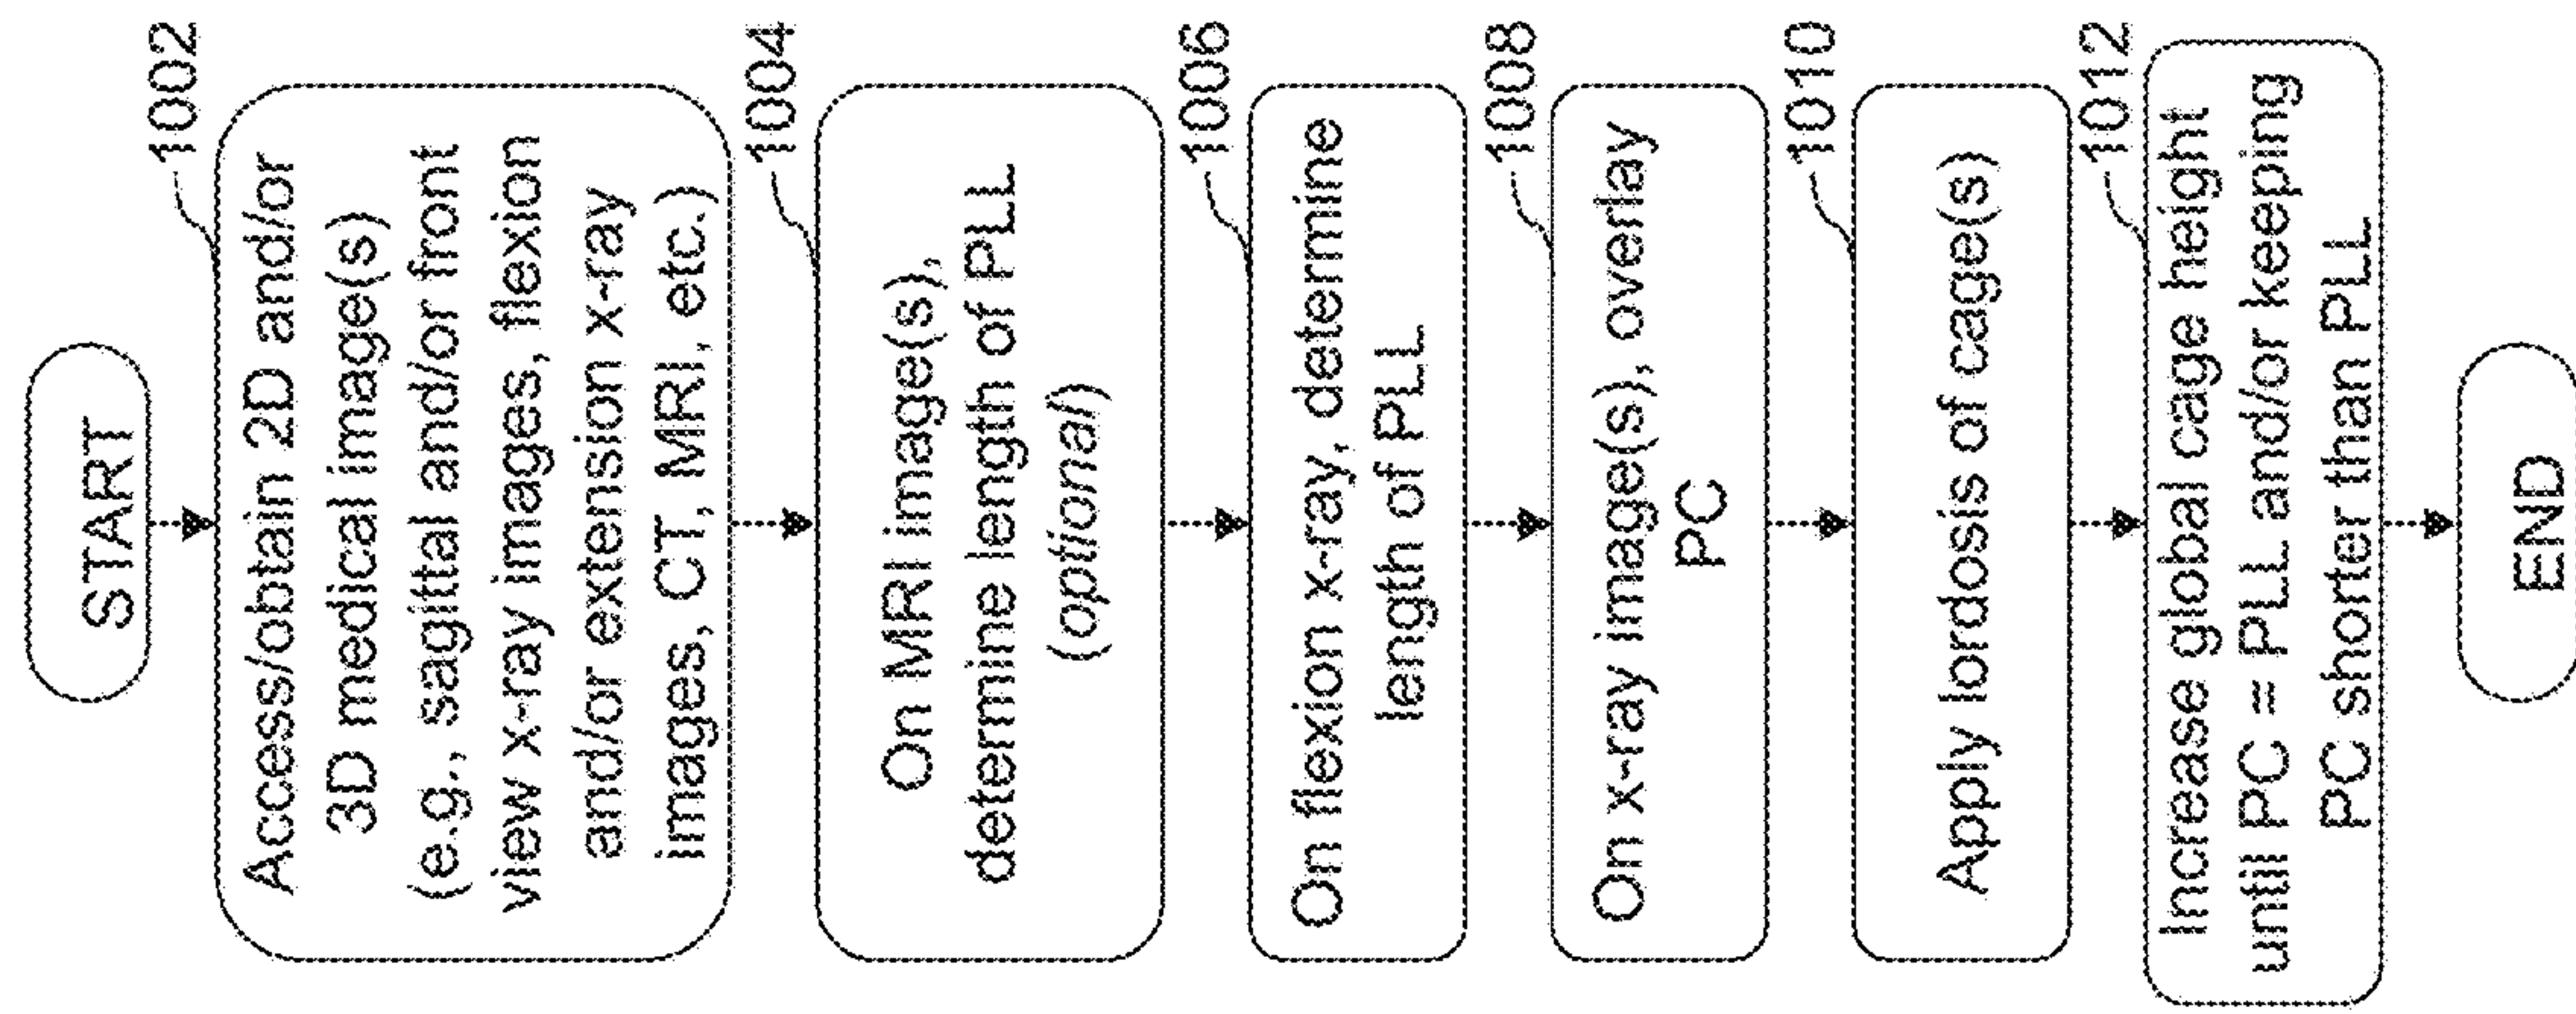 START
1002
Access/obtain 2D and/or
3D medical image(s)
(e.g., sagittal and/or front
view x-ray images, flexion
and/or extension x-ray
images, CT, MRI, etc.)
1004
On MRI image(s),
determine length of PLL
(optional)
1006
On flexion x-ray, determine
length of PLL
1008
On x-ray image(s), overlay
PC
1010
Apply lordosis of cage(s)
1012
Increase global cage height
until PC = PLL and/or keeping
PC shorter than PLL
END